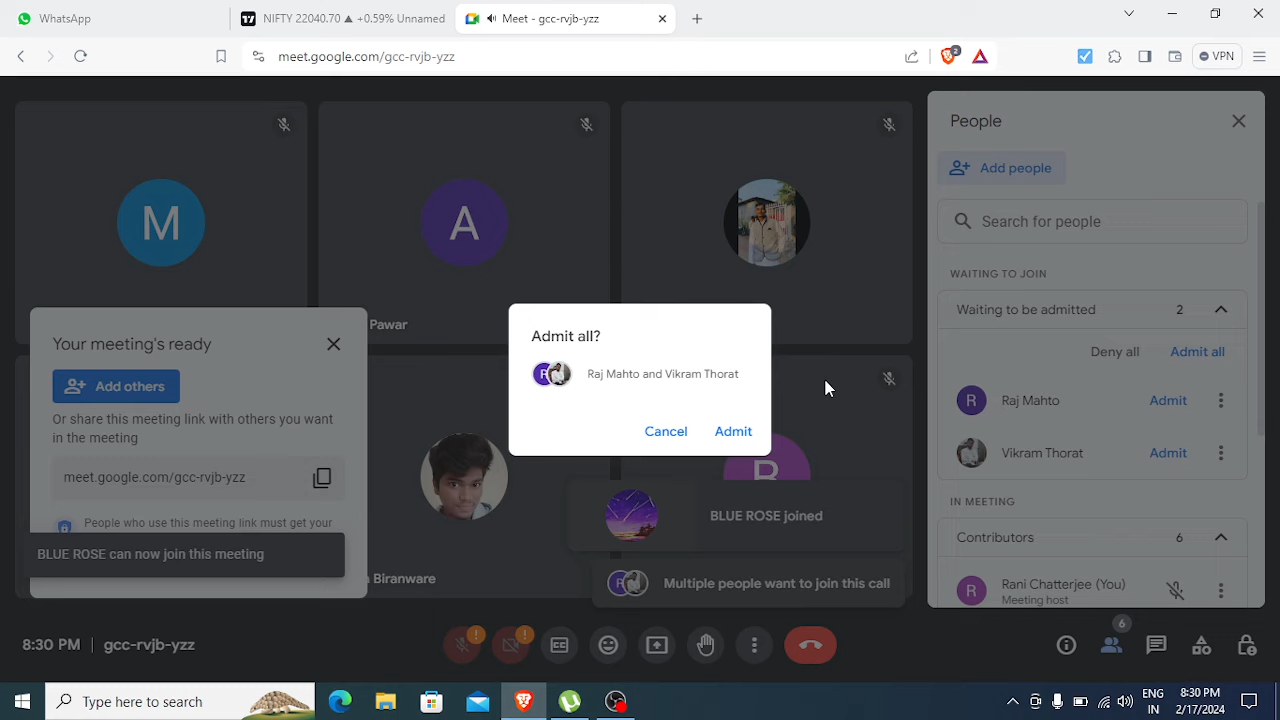 WhatsApp
NIFTY 22040.70 ▲ +0.59% Unnamed
Meet - gcc-rvjb-yzz
meet.google.com/gcc-rvjb-yzz
2
VPN
M
A
Pawar
People
Add people
Search for people
WAITING TO JOIN
Waiting to be admitted 2
Deny all Admit all
R Raj Mahto Admit
Vikram Thorat Admit
IN MEETING
Contributors 6
R Rani Chatterjee (You)
Meeting host
Your meeting's ready
Add others
Or share this meeting link with others you want
in the meeting
meet.google.com/gcc-rvjb-yzz
People who use this meeting link must get your
BLUE ROSE can now join this meeting
Admit all?
R Raj Mahto and Vikram Thorat
Cancel Admit
Biranware
BLUE ROSE joined
R Multiple people want to join this call
8:30 PM | gcc-rvjb-yzz
! !
6
Type here to search
ENG
IN
8:30 PM
2/17/2024